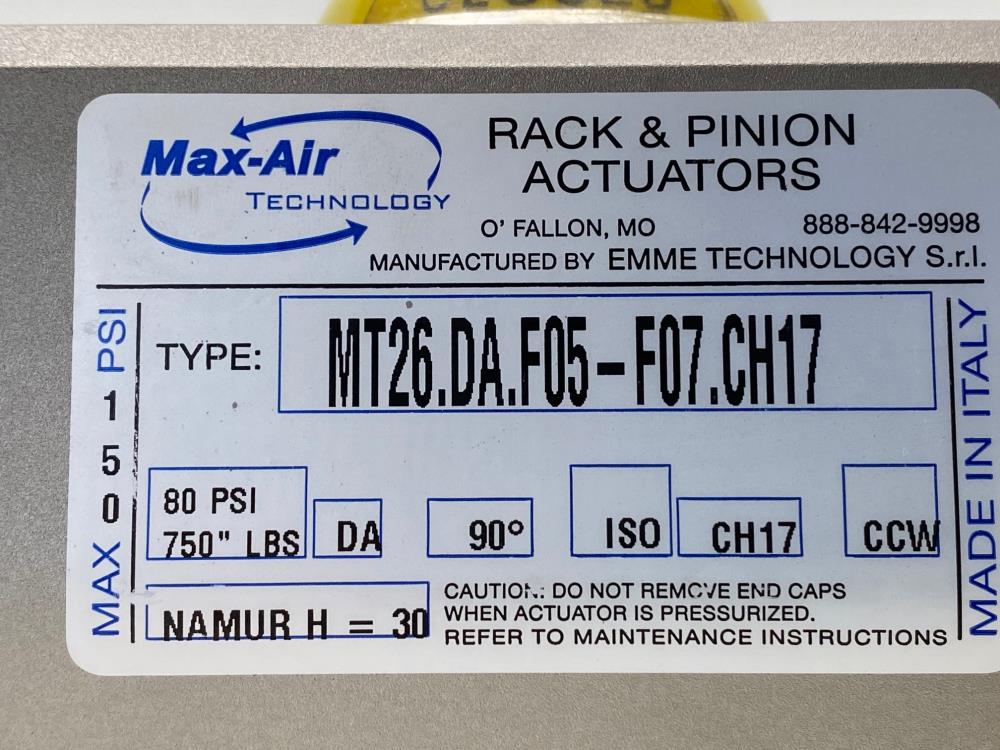 Max-Air
TECHNOLOGY
RACK & PINION
ACTUATORS
O' FALLON, MO 888-842-9998
MANUFACTURED BY EMME TECHNOLOGY S.r.l.
MAX 150 PSI
TYPE: MT26.DA.F05-F07.CH17
80 PSI
750" LBS DA 90° ISO CH17 CCW
NAMUR H = 30
CAUTION: DO NOT REMOVE END CAPS
WHEN ACTUATOR IS PRESSURIZED.
REFER TO MAINTENANCE INSTRUCTIONS
MADE IN ITALY